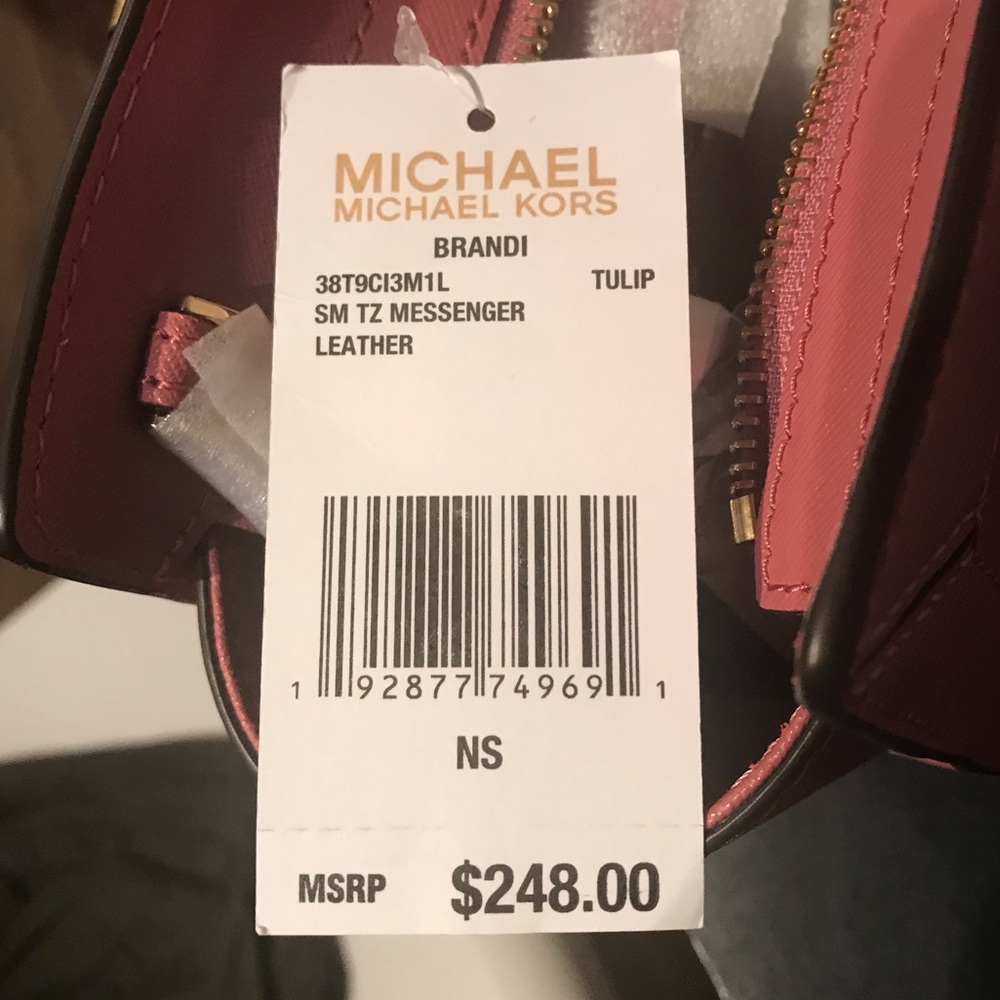 MICHAEL
MICHAEL KORS
BRANDI
38T9CI3M1L TULIP
SM TZ MESSENGER
LEATHER
1 92877 74969 1
NS
MSRP $248.00